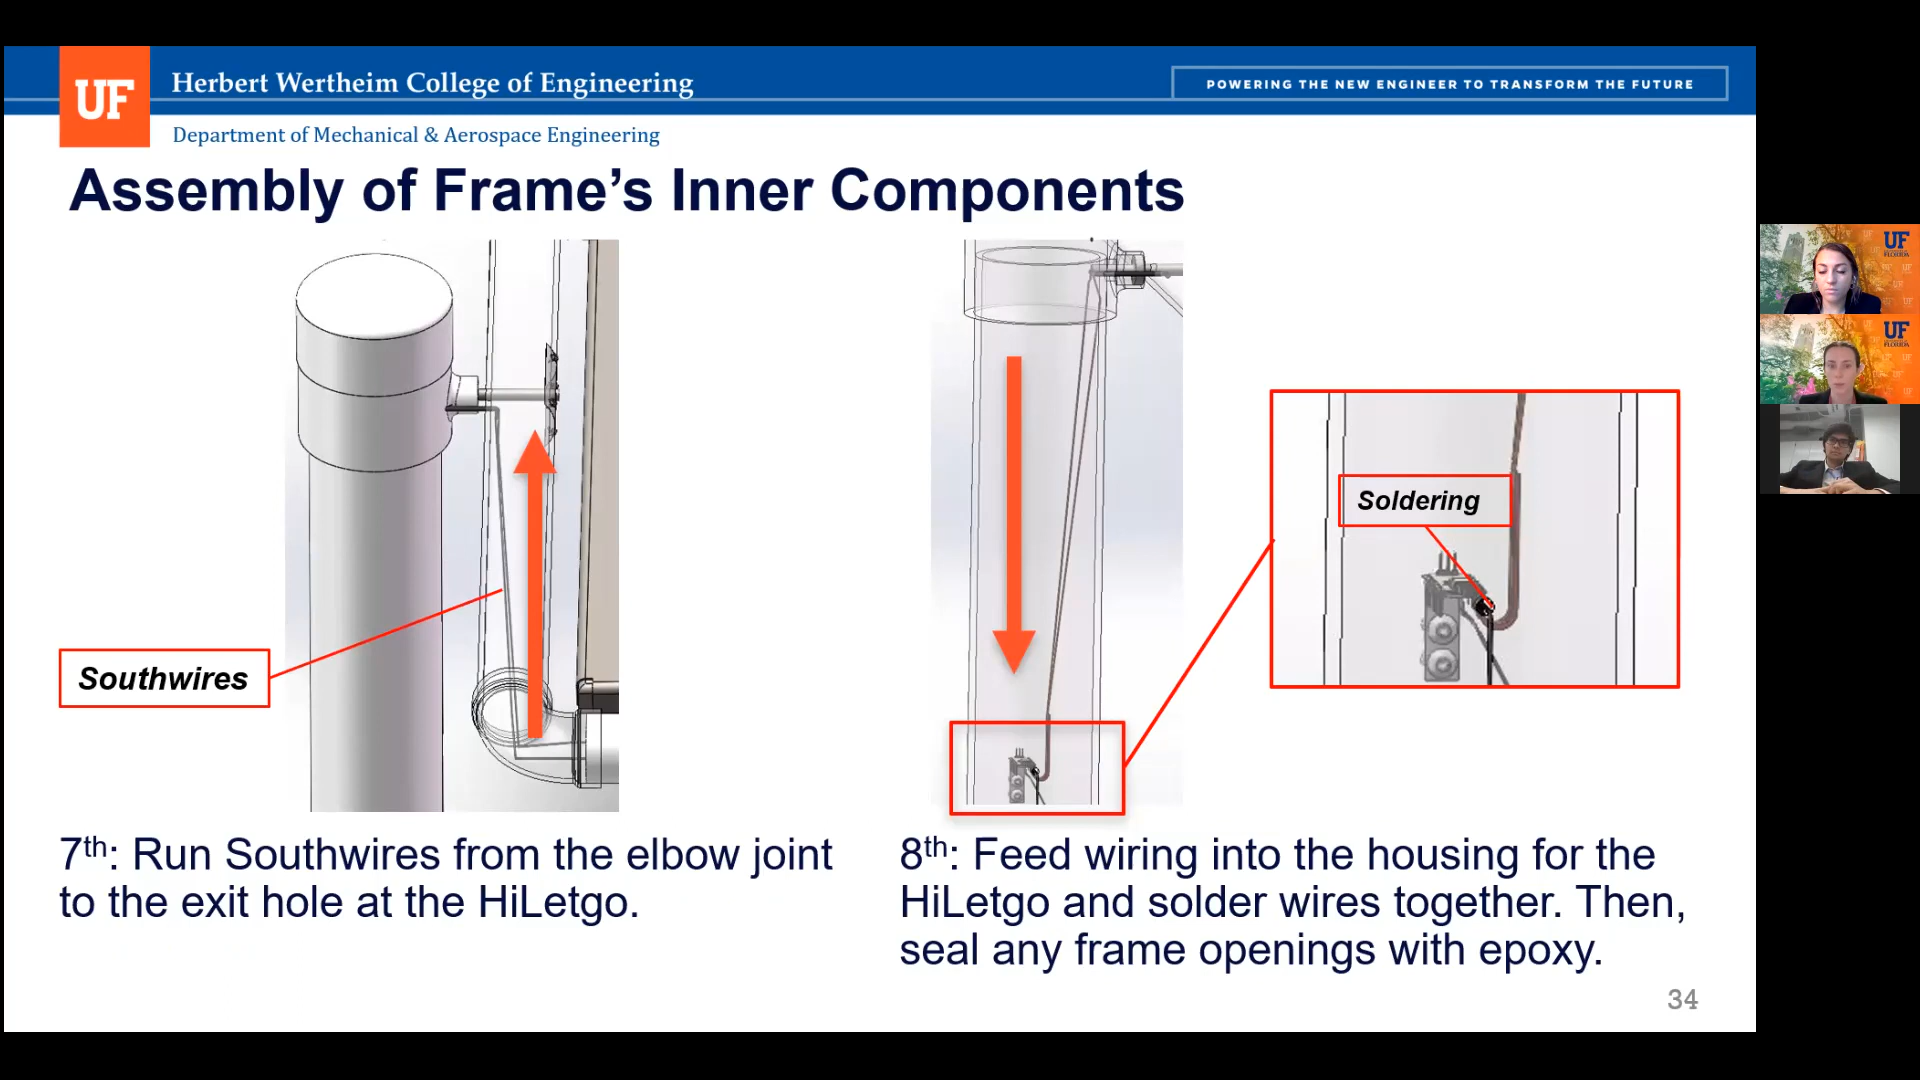 UF
Herbert Wertheim College of Engineering
POWERING THE NEW ENGINEER TO TRANSFORM THE FUTURE
Department of Mechanical & Aerospace Engineering
Assembly of Frame’s Inner Components
Southwires
Soldering
7th: Run Southwires from the elbow joint
to the exit hole at the HiLetgo.
8th: Feed wiring into the housing for the
HiLetgo and solder wires together. Then,
seal any frame openings with epoxy.
34
UF
FLORIDA
UF
FLORIDA